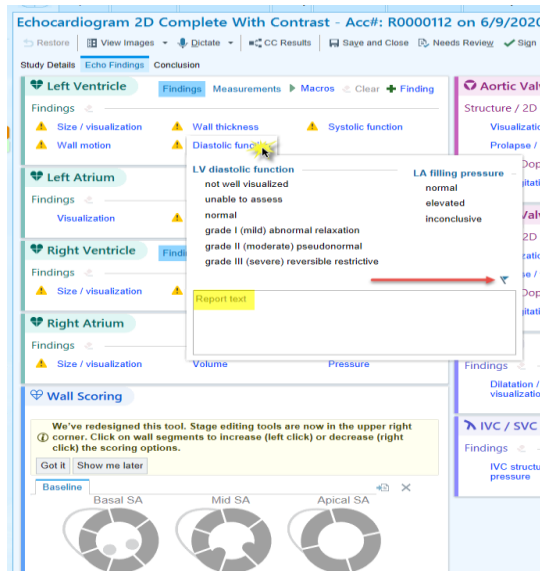 Echocardiogram 2D Complete With Contrast - Acc#: R0000112 on 6/9/2020
Restore View Images Dictate CC Results Save and Close Needs Review Sign
Study Details Echo Findings Conclusion
Left Ventricle Findings Measurements Macros Clear Finding
Findings
Size / visualization Wall thickness Systolic function
Wall motion Diastolic
LV diastolic function
not well visualized
unable to assess
normal
grade I (mild) abnormal relaxation
grade II (moderate) pseudonormal
grade III (severe) reversible restrictive
LA filling pressure
normal
elevated
inconclusive
Report text
Left Atrium
Findings
Visualization
Right Ventricle
Findings
Size / visualization
Right Atrium
Findings
Size / visualization Volume Pressure
Wall Scoring
We've redesigned this tool. Stage editing tools are now in the upper right
corner. Click on wall segments to increase (left click) or decrease (right
click) the scoring options.
Got it Show me later
Baseline
Basal SA Mid SA Apical SA
Aortic
Structure / 2D
Prolapse /
Findings
Dilatation /
IVC / SVC
Findings
IVC
pressure